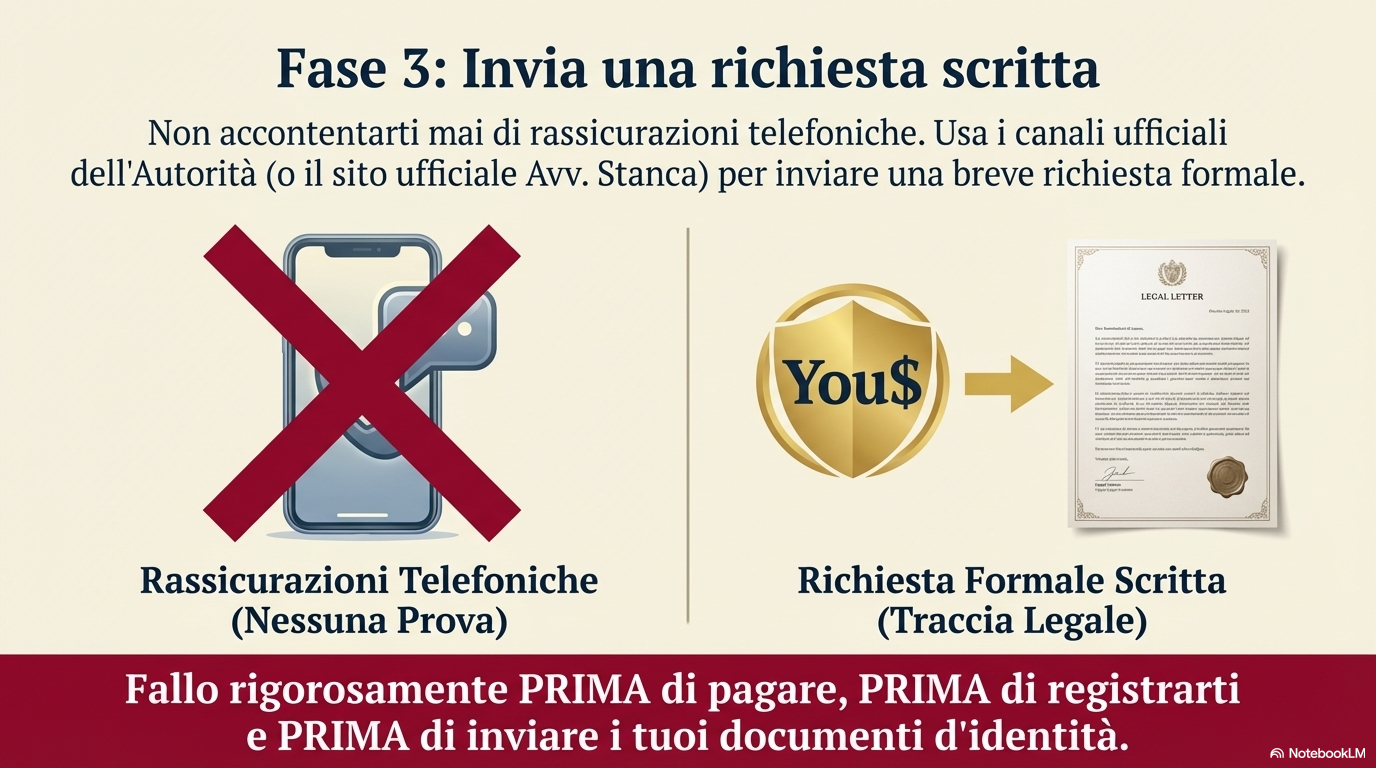 Fase 3: Invia una richiesta scritta
Non accontentarti mai di rassicurazioni telefoniche. Usa i canali ufficiali
dell'Autorità (o il sito ufficiale Avv. Stanca) per inviare una breve richiesta formale.
You$
LEGAL LETTER
Rassicurazioni Telefoniche
(Nessuna Prova)
Richiesta Formale Scritta
(Traccia Legale)
Fallo rigorosamente PRIMA di pagare, PRIMA di registrarti
e PRIMA di inviare i tuoi documenti d'identità.
NotebookLM